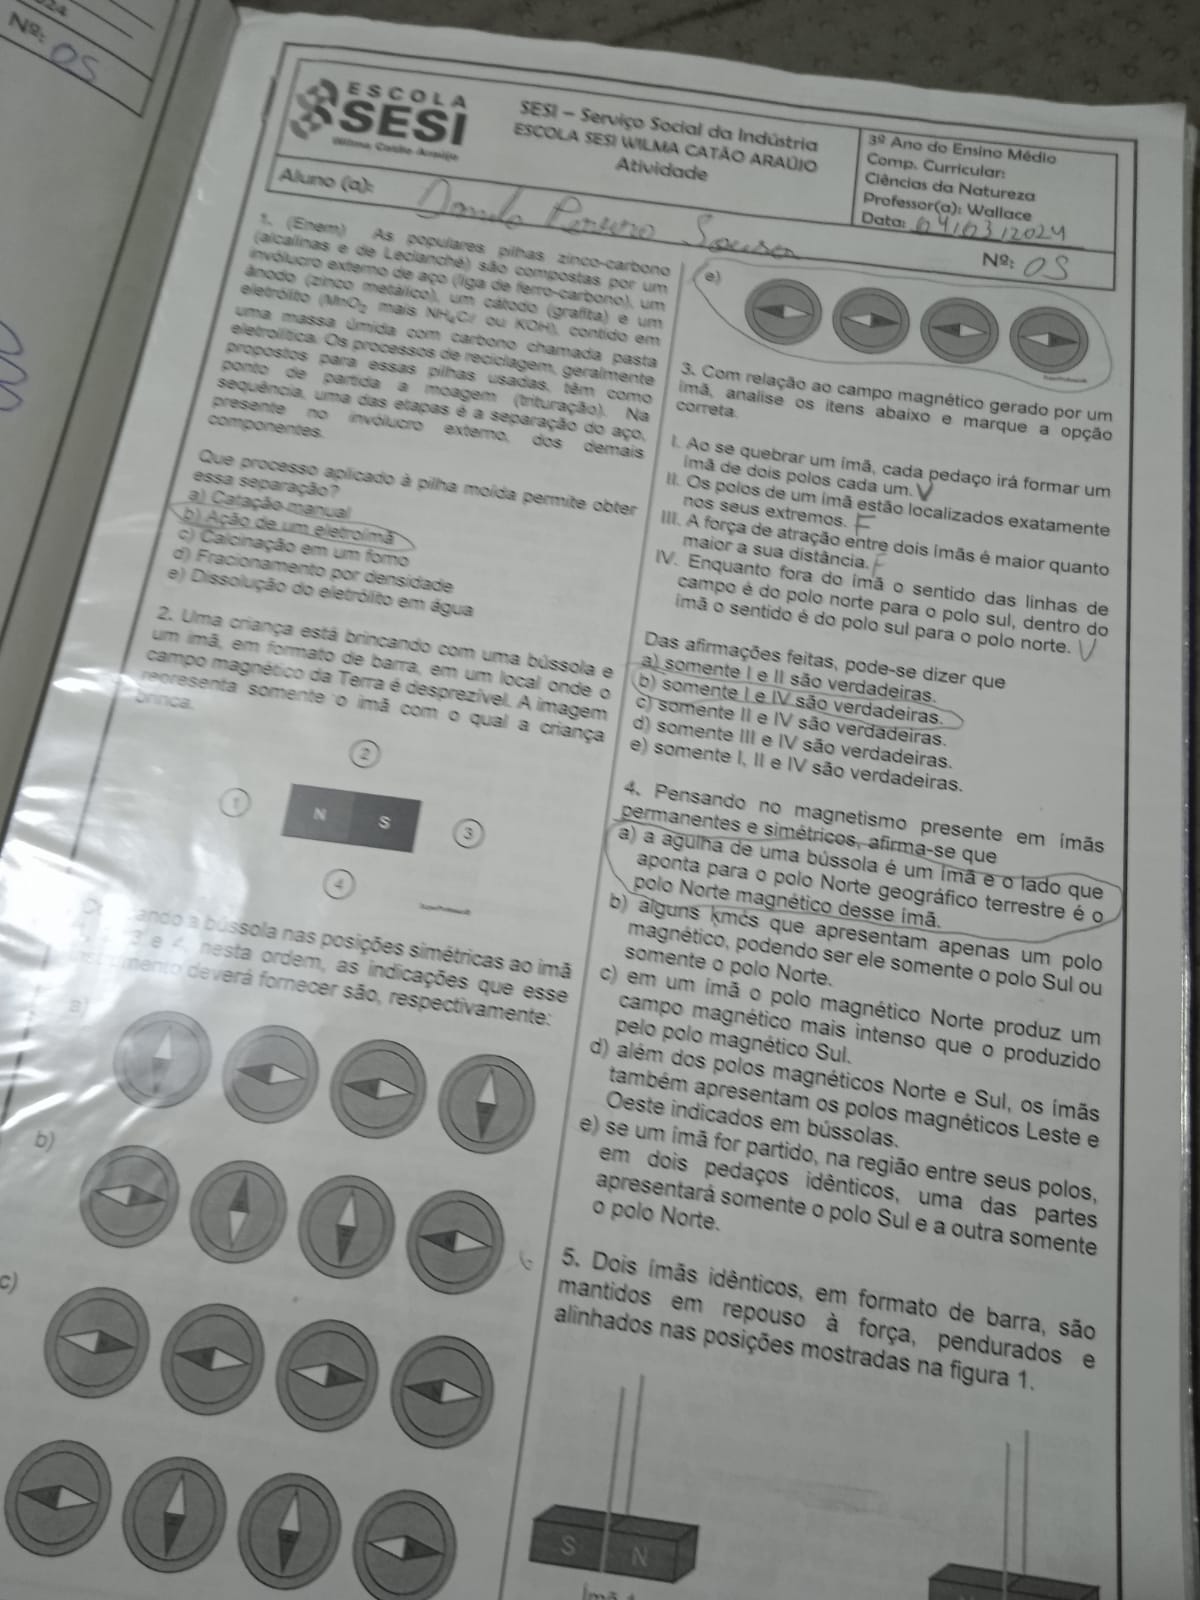 24
Nº: 05
ESCOLA
SESI
Wilma Catão Araújo
SESI – Serviço Social da Indústria
ESCOLA SESI WILMA CATÃO ARAÚJO
Atividade
3º Ano do Ensino Médio
Comp. Curricular:
Ciências da Natureza
Professor(a): Wallace
Data: 04/03/2024
Aluno (a):
Nº: 05
1. (Enem) As populares pilhas zinco-carbono
(alcalinas e de Leclanché) são compostas por um
invólucro externo de aço (liga de ferro-carbono), um
ânodo (zinco metálico), um cátodo (grafita) e um
eletrólito (MnO₂ mais NH₄Cl ou KOH), contido em
uma massa úmida com carbono chamada pasta
eletrolítica. Os processos de reciclagem, geralmente
propostos para essas pilhas usadas, têm como
ponto de partida a moagem (trituração). Na
sequência, uma das etapas é a separação do aço,
presente no invólucro externo, dos demais
componentes.
Que processo aplicado à pilha moída permite obter
essa separação?
a) Catação manual
b) Ação de um eletroímã
c) Calcinação em um forno
d) Fracionamento por densidade
e) Dissolução do eletrólito em água
2. Uma criança está brincando com uma bússola e
um imã, em formato de barra, em um local onde o
campo magnético da Terra é desprezível. A imagem
representa somente o imã com o qual a criança
brinca.
2
1
N S
3
4
a bússola nas posições simétricas ao imã
e 4, nesta ordem, as indicações que esse
deverá fornecer são, respectivamente:
a)
b)
c)
e)
3. Com relação ao campo magnético gerado por um
ímã, analise os itens abaixo e marque a opção
correta.
I. Ao se quebrar um ímã, cada pedaço irá formar um
ímã de dois polos cada um. V
II. Os polos de um ímã estão localizados exatamente
nos seus extremos. F
III. A força de atração entre dois ímãs é maior quanto
maior a sua distância. F
IV. Enquanto fora do ímã o sentido das linhas de
campo é do polo norte para o polo sul, dentro do
ímã o sentido é do polo sul para o polo norte. V
Das afirmações feitas, pode-se dizer que
a) somente I e II são verdadeiras.
b) somente I e IV são verdadeiras.
c) somente II e IV são verdadeiras.
d) somente III e IV são verdadeiras.
e) somente I, II e IV são verdadeiras.
4. Pensando no magnetismo presente em ímãs
permanentes e simétricos, afirma-se que
a) a agulha de uma bússola é um ímã e o lado que
aponta para o polo Norte geográfico terrestre é o
polo Norte magnético desse ímã.
b) alguns kmcs que apresentam apenas um polo
magnético, podendo ser ele somente o polo Sul ou
somente o polo Norte.
c) em um imã o polo magnético Norte produz um
campo magnético mais intenso que o produzido
pelo polo magnético Sul.
d) além dos polos magnéticos Norte e Sul, os ímãs
também apresentam os polos magnéticos Leste e
Oeste indicados em bússolas.
e) se um ímã for partido, na região entre seus polos,
em dois pedaços idênticos, uma das partes
apresentará somente o polo Sul e a outra somente
o polo Norte.
5. Dois ímãs idênticos, em formato de barra, são
mantidos em repouso à força, pendurados e
alinhados nas posições mostradas na figura 1.
S N